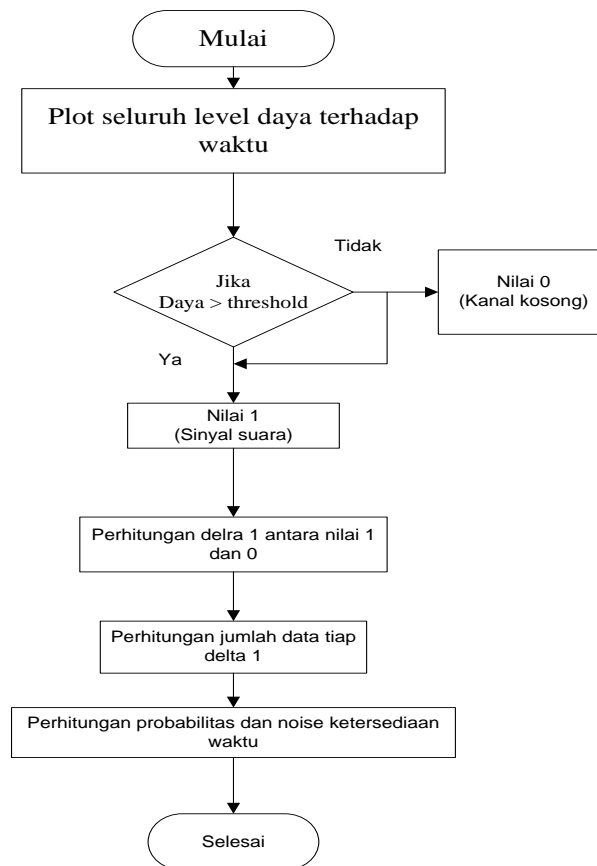 Mulai
Plot seluruh level daya terhadap
waktu
Tidak
Jika
Daya > threshold
Nilai 0
(Kanal kosong)
Ya
Nilai 1
(Sinyal suara)
Perhitungan delra 1 antara nilai 1
dan 0
Perhitungan jumlah data tiap
delta 1
Perhitungan probabilitas dan noise ketersediaan
waktu
Selesai